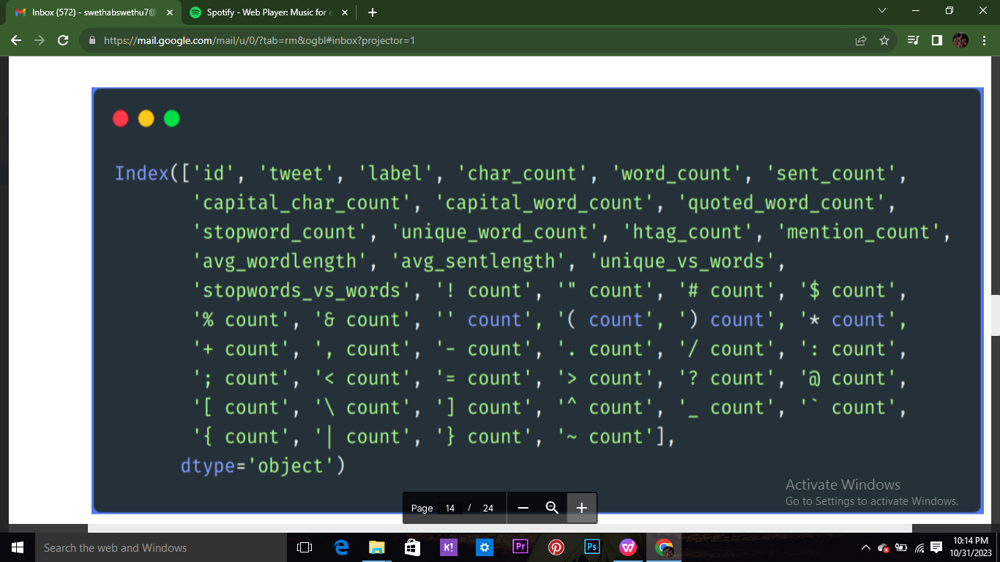 Inbox (572) - swethabswethu7@
Spotify - Web Player: Music for e
https://mail.google.com/mail/u/0/?tab=rm&ogbl#inbox?projector=1
Index(['id', 'tweet', 'label', 'char_count', 'word_count', 'sent_count',
'capital_char_count', 'capital_word_count', 'quoted_word_count',
'stopword_count', 'unique_word_count', 'htag_count', 'mention_count',
'avg_wordlength', 'avg_sentlength', 'unique_vs_words',
'stopwords_vs_words', '! count', '" count', '# count', '$ count',
'% count', '& count', '' count', '( count', ') count', '* count',
'+ count', ', count', '- count', '. count', '/ count', ': count',
'; count', '< count', '= count', '> count', '? count', '@ count',
'[ count', '\ count', '] count', '^ count', '_ count', '` count',
'{ count', '| count', '} count', '~ count'],
dtype='object')
Activate Windows
Go to Settings to activate Windows.
Page 14 / 24
Search the web and Windows
K!
Pr
Ps
10:14 PM
10/31/2023